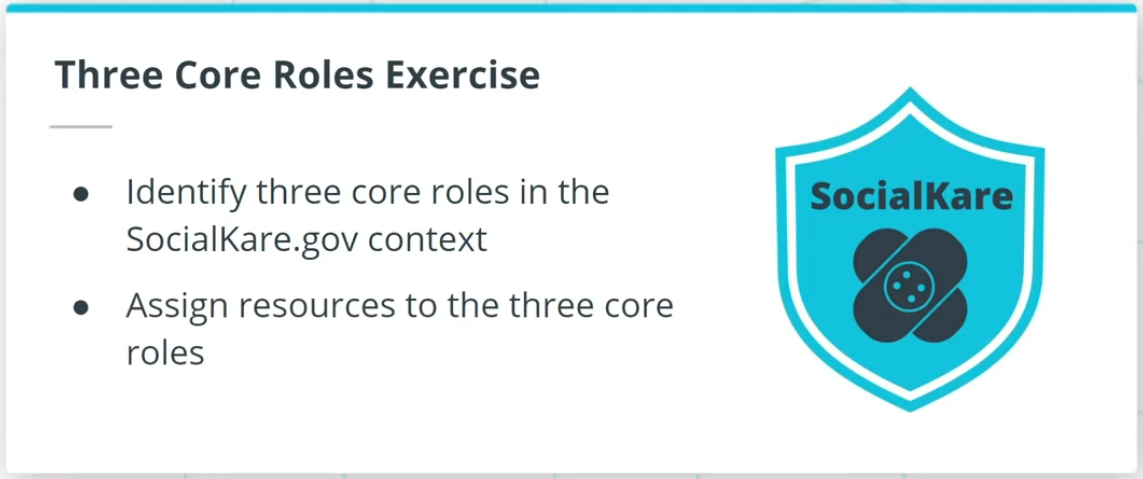 Three Core Roles Exercise
● Identify three core roles in the
SocialKare.gov context
● Assign resources to the three core
roles
SocialKare